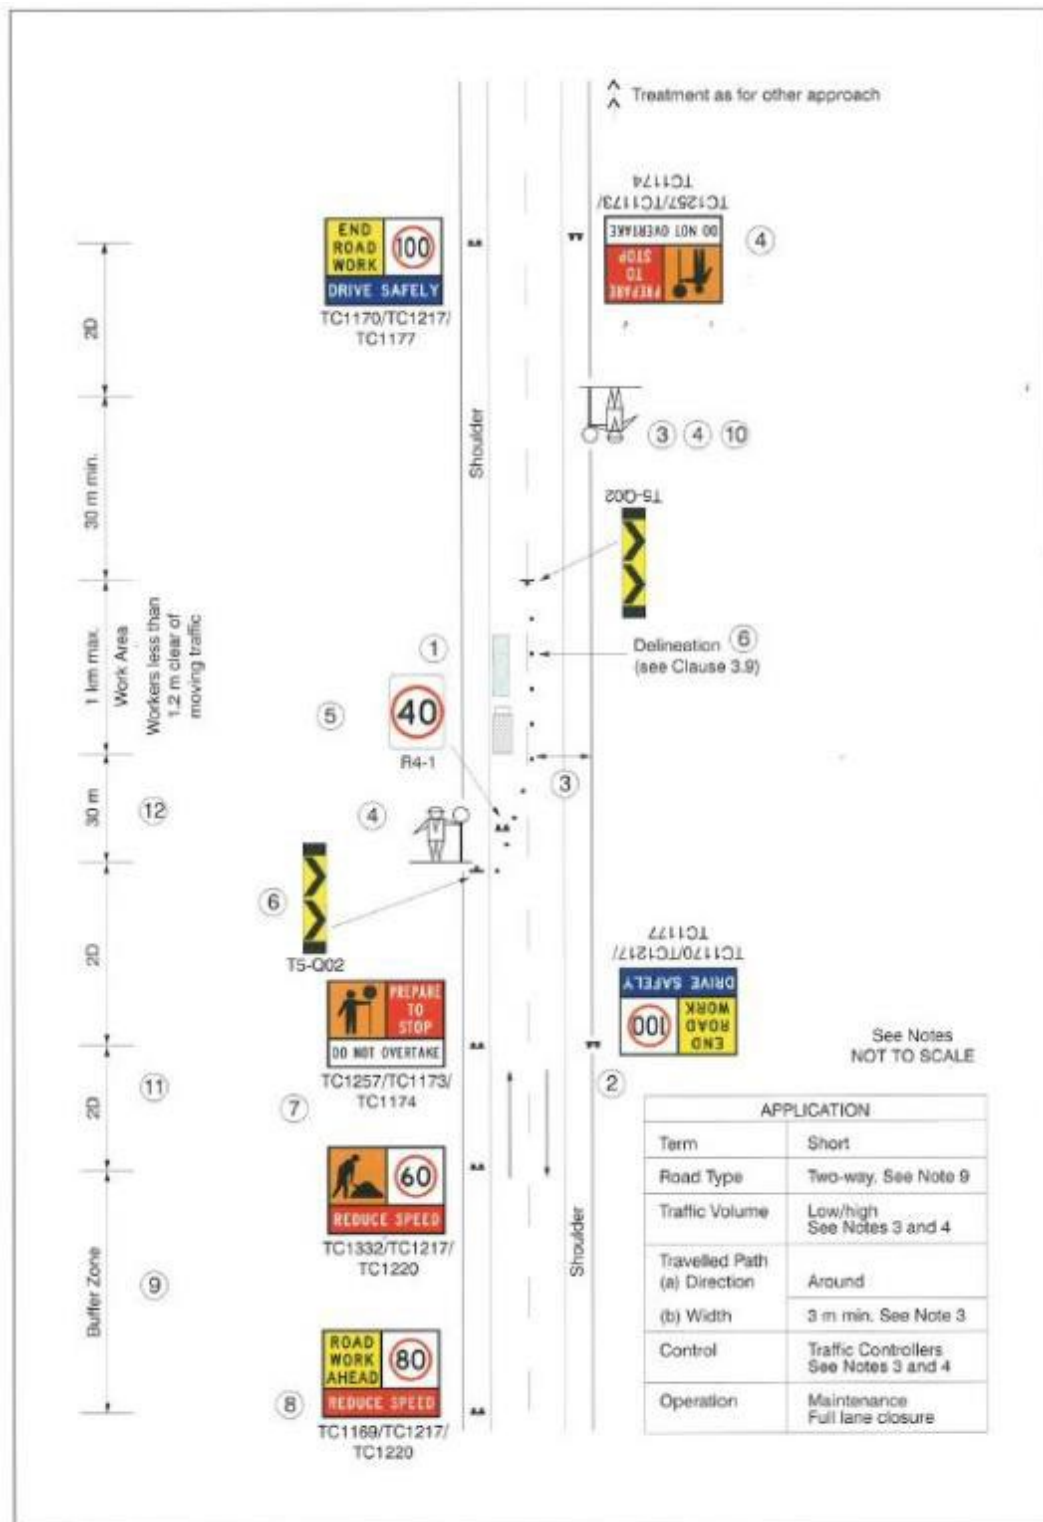 Treatment as for other approach
TC1257/TC1173/
TC1174
DO NOT OVERTAKE
PREPARE
TO
STOP
4
END
ROAD
WORK
100
DRIVE SAFELY
TC1170/TC1217/
TC1177
2D
Shoulder
30 m min.
3 4 10
T5-Q02
1 km max.
Work Area
Workers less than
1.2 m clear of
moving traffic
1
Delineation 6
(see Clause 3.9)
5
40
R4-1
3
30 m
12
4
6
T5-Q02
2D
PREPARE
TO
STOP
DO NOT OVERTAKE
TC1257/TC1173/
TC1174
TC1170/TC1217/
TC1177
DRIVE SAFELY
END
ROAD
WORK
100
2
See Notes
NOT TO SCALE
2D
11
7
60
REDUCE SPEED
TC1332/TC1217/
TC1220
Shoulder
Buffer Zone
9
ROAD
WORK
AHEAD
80
REDUCE SPEED
8
TC1169/TC1217/
TC1220
APPLICATION
Term Short
Road Type Two-way. See Note 9
Traffic Volume Low/high
See Notes 3 and 4
Travelled Path
(a) Direction Around
(b) Width 3 m min. See Note 3
Control Traffic Controllers
See Notes 3 and 4
Operation Maintenance
Full lane closure